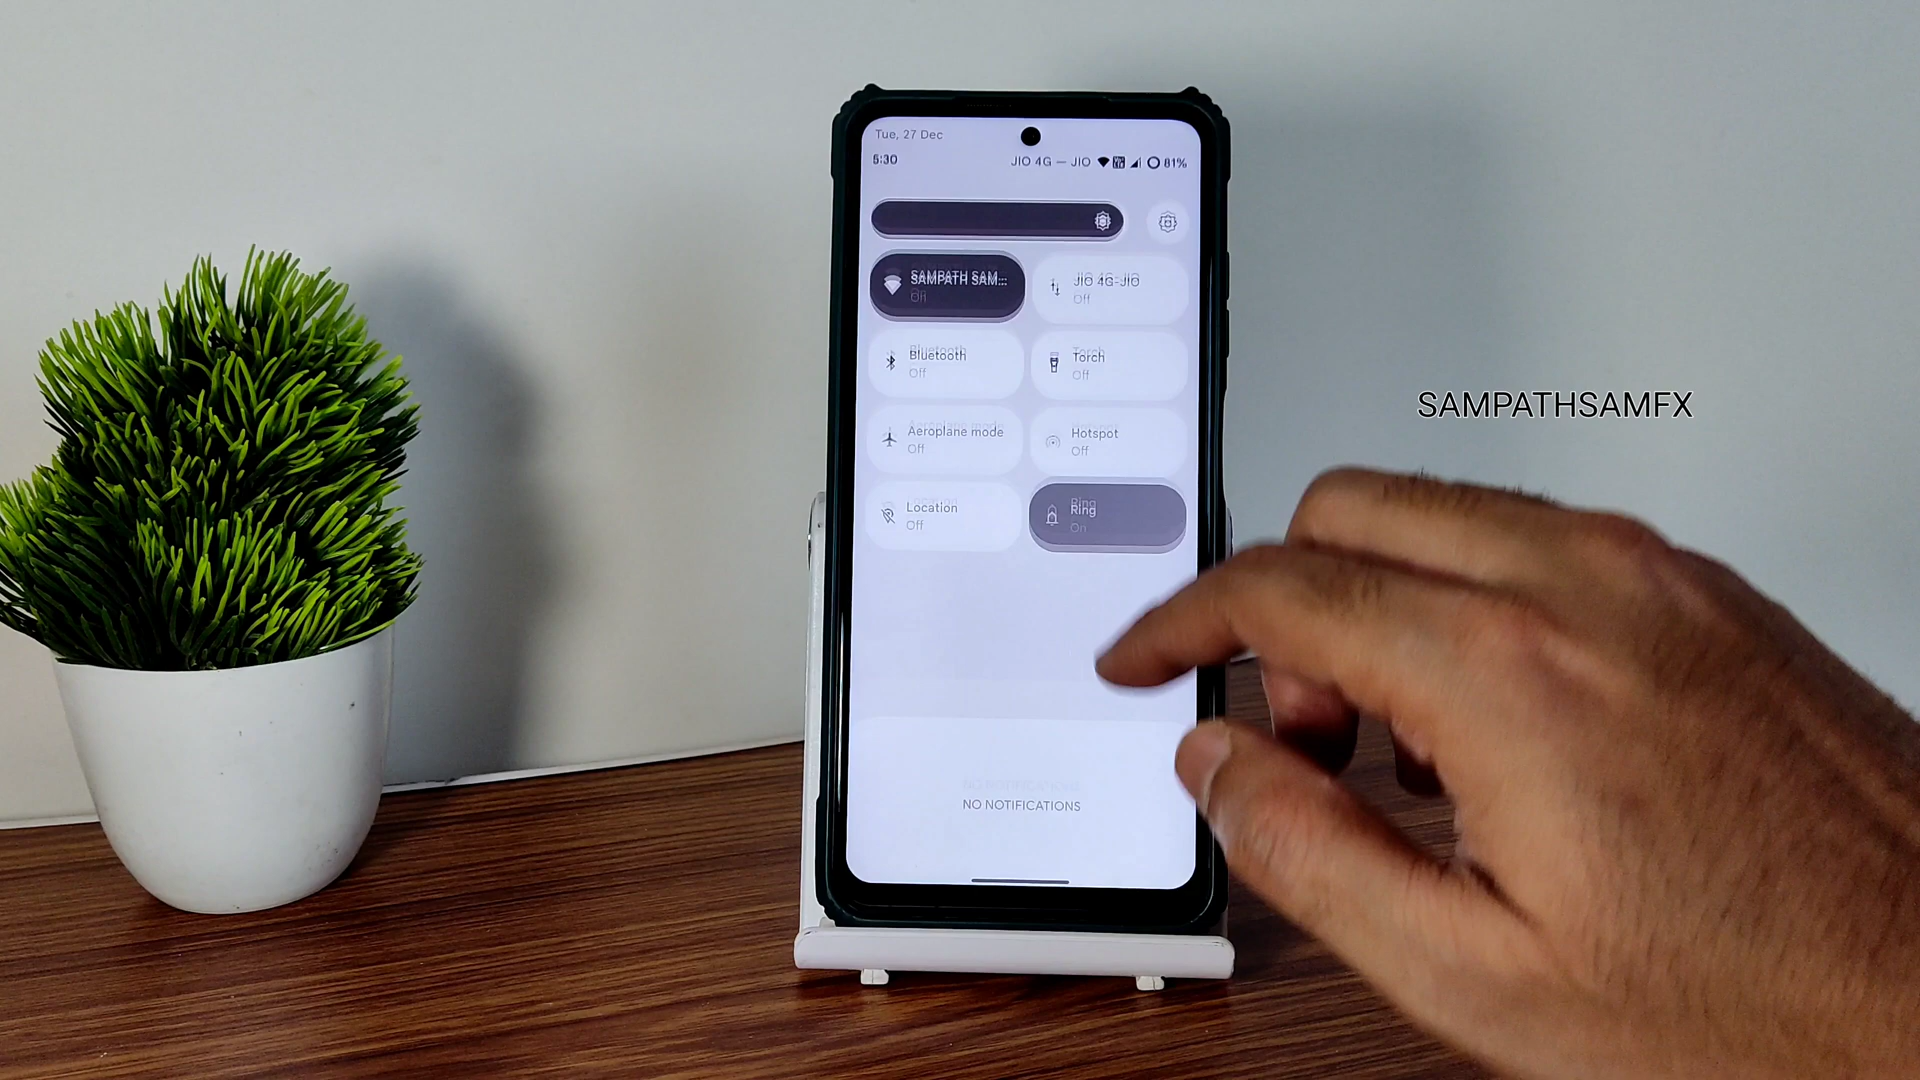 Tue, 27 Dec
5:30
JIO 4G — JIO 81%
SAMPATH SAM...
On
JIO 4G-JIO
Off
Bluetooth
Off
Torch
Off
Aeroplane mode
Off
Hotspot
Off
Location
Off
Ring
On
NO NOTIFICATIONS
SAMPATHSAMFX